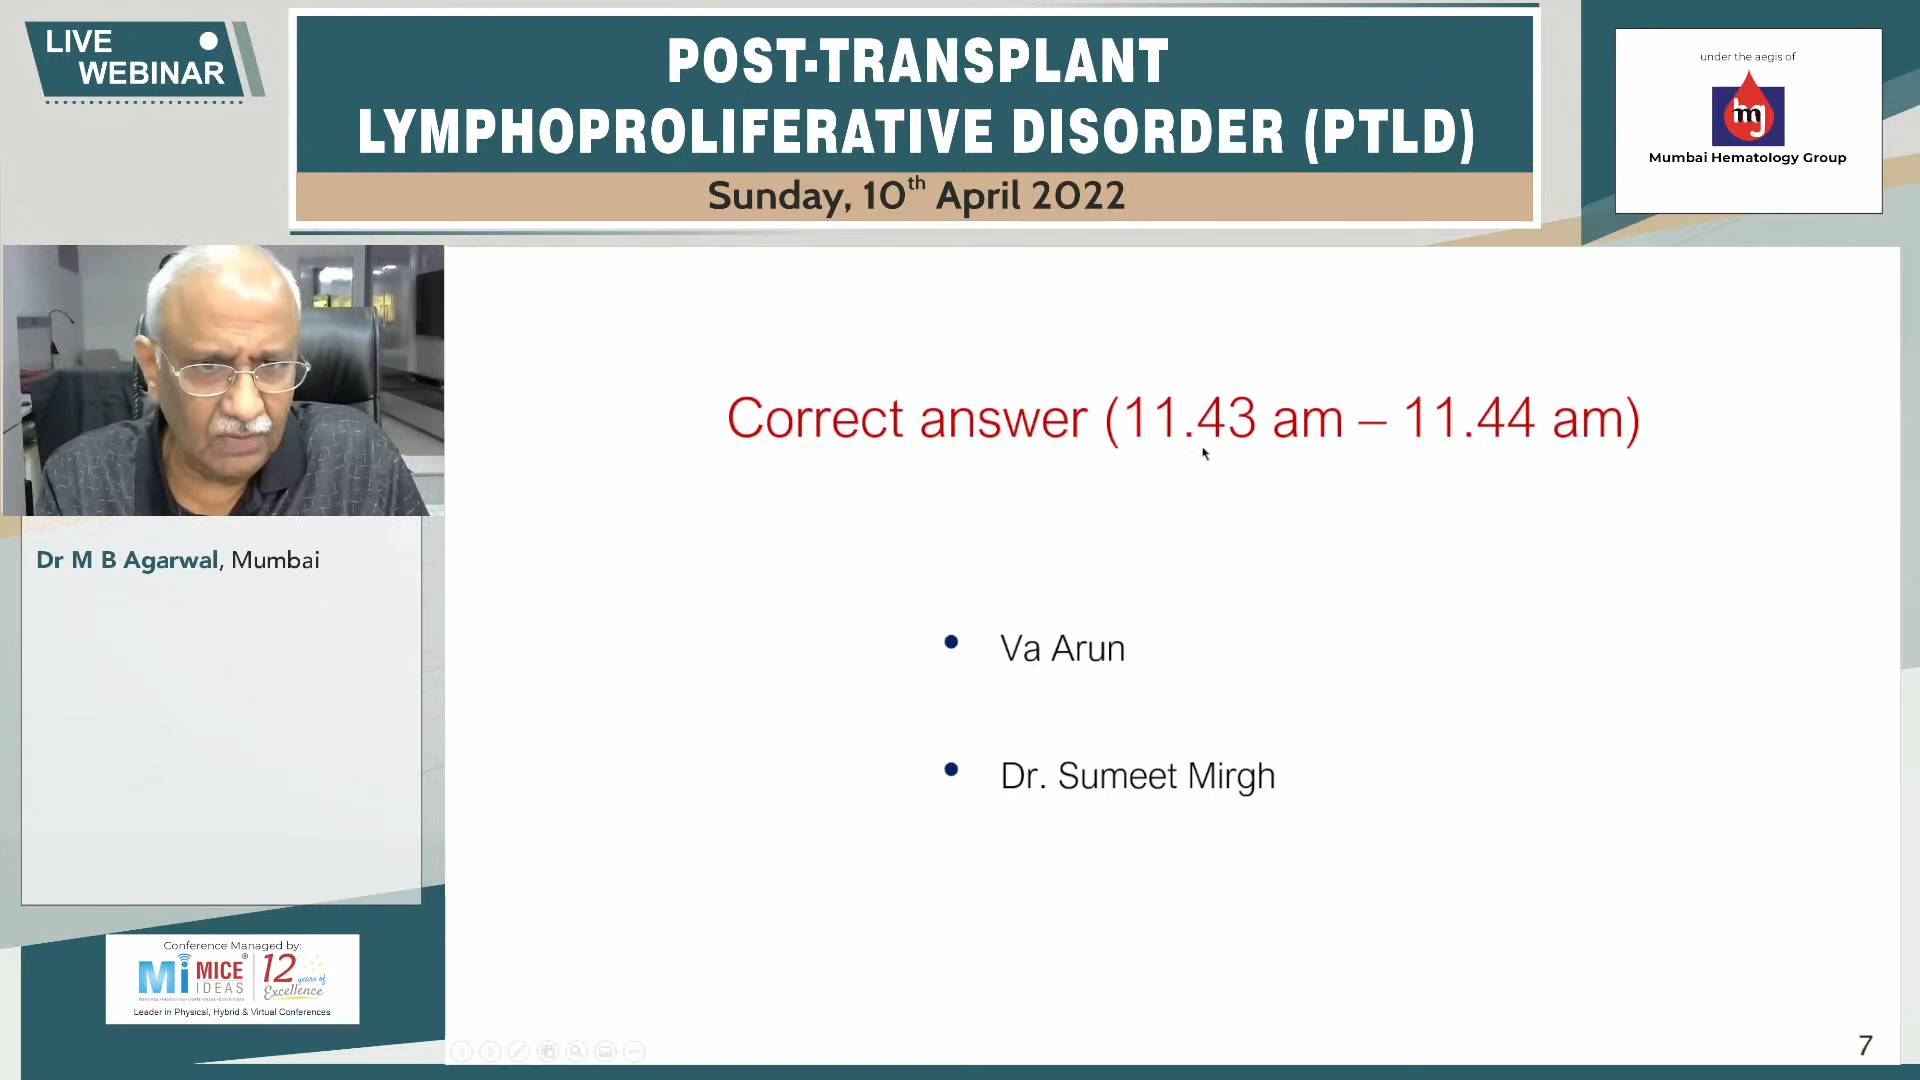 LIVE
WEBINAR
POST-TRANSPLANT
LYMPHOPROLIFERATIVE DISORDER (PTLD)
Sunday, 10th April 2022
under the aegis of
mg
Mumbai Hematology Group
Dr M B Agarwal, Mumbai
Correct answer (11.43 am – 11.44 am)
• Va Arun
• Dr. Sumeet Mirgh
Conference Managed by:
Mi MICE IDEAS
12 years of Excellence
Leader in Physical, Hybrid & Virtual Conferences
7